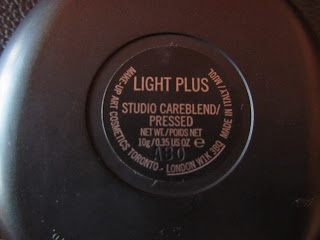 LIGHT PLUS
STUDIO CAREBLEND/
PRESSED
NET WT./POIDS NET
10g/0.35 US OZ ℮
A80
MAKE-UP ART COSMETICS TORONTO - LONDON W1K 3BQ MADE IN ITALY /